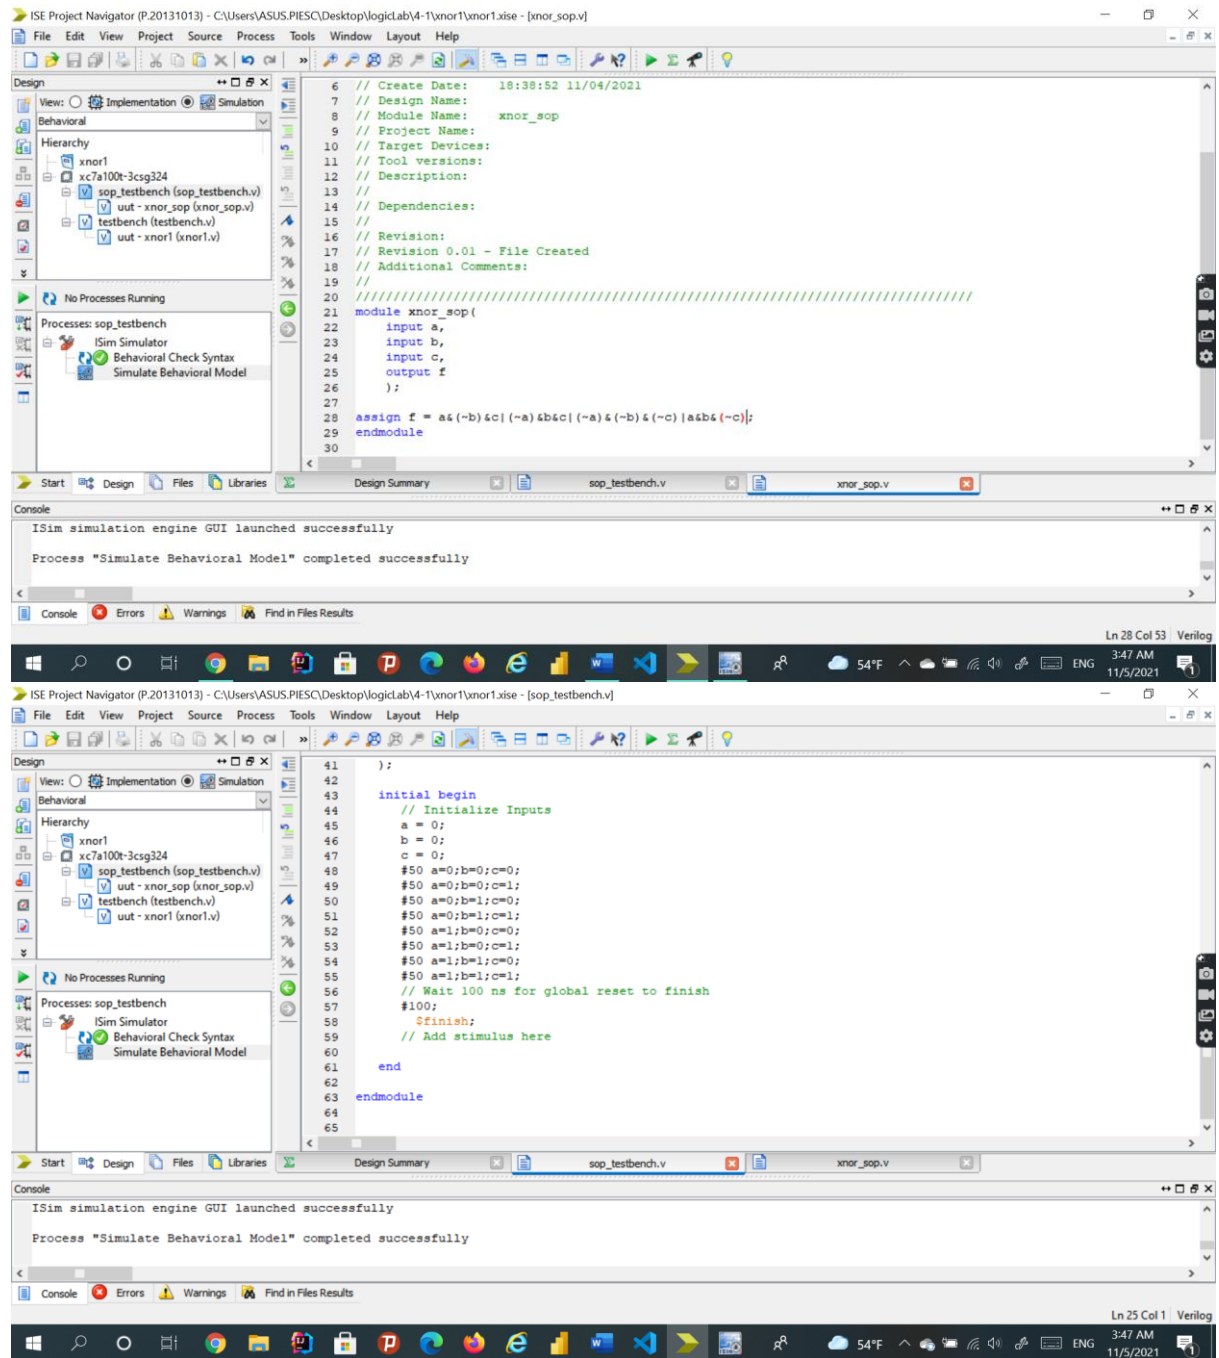 ISE Project Navigator (P.20131013) - C:\Users\ASUS.PIESC\Desktop\logicLab\4-1\xnor1\xnor1.xise - [xnor_sop.v]
File Edit View Project Source Process Tools Window Layout Help
Design
View: Implementation Simulation
Behavioral
Hierarchy
xnor1
xc7a100t-3csg324
sop_testbench (sop_testbench.v)
uut - xnor_sop (xnor_sop.v)
testbench (testbench.v)
uut - xnor1 (xnor1.v)
No Processes Running
Processes: sop_testbench
ISim Simulator
Behavioral Check Syntax
Simulate Behavioral Model
6 // Create Date: 18:38:52 11/04/2021
7 // Design Name:
8 // Module Name: xnor_sop
9 // Project Name:
10 // Target Devices:
11 // Tool versions:
12 // Description:
13 //
14 // Dependencies:
15 //
16 // Revision:
17 // Revision 0.01 - File Created
18 // Additional Comments:
19 //
20 //////////////////////////////////////////////////////////////////////////////////
21 module xnor_sop(
22 input a,
23 input b,
24 input c,
25 output f
26 );
27
28 assign f = a&(~b)&c|(~a)&b&c|(~a)&(~b)&(~c)|a&b&(~c);
29 endmodule
30
Start Design Files Libraries Design Summary sop_testbench.v xnor_sop.v
Console
ISim simulation engine GUI launched successfully
Process "Simulate Behavioral Model" completed successfully
Console Errors Warnings Find in Files Results
Ln 28 Col 53 Verilog
54°F ENG 3:47 AM
11/5/2021
ISE Project Navigator (P.20131013) - C:\Users\ASUS.PIESC\Desktop\logicLab\4-1\xnor1\xnor1.xise - [sop_testbench.v]
File Edit View Project Source Process Tools Window Layout Help
Design
View: Implementation Simulation
Behavioral
Hierarchy
xnor1
xc7a100t-3csg324
sop_testbench (sop_testbench.v)
uut - xnor_sop (xnor_sop.v)
testbench (testbench.v)
uut - xnor1 (xnor1.v)
No Processes Running
Processes: sop_testbench
ISim Simulator
Behavioral Check Syntax
Simulate Behavioral Model
41 );
42
43 initial begin
44 // Initialize Inputs
45 a = 0;
46 b = 0;
47 c = 0;
48 #50 a=0;b=0;c=0;
49 #50 a=0;b=0;c=1;
50 #50 a=0;b=1;c=0;
51 #50 a=0;b=1;c=1;
52 #50 a=1;b=0;c=0;
53 #50 a=1;b=0;c=1;
54 #50 a=1;b=1;c=0;
55 #50 a=1;b=1;c=1;
56 // Wait 100 ns for global reset to finish
57 #100;
58 $finish;
59 // Add stimulus here
60
61 end
62
63 endmodule
64
65
Start Design Files Libraries Design Summary sop_testbench.v xnor_sop.v
Console
ISim simulation engine GUI launched successfully
Process "Simulate Behavioral Model" completed successfully
Console Errors Warnings Find in Files Results
Ln 25 Col 1 Verilog
54°F ENG 3:47 AM
11/5/2021